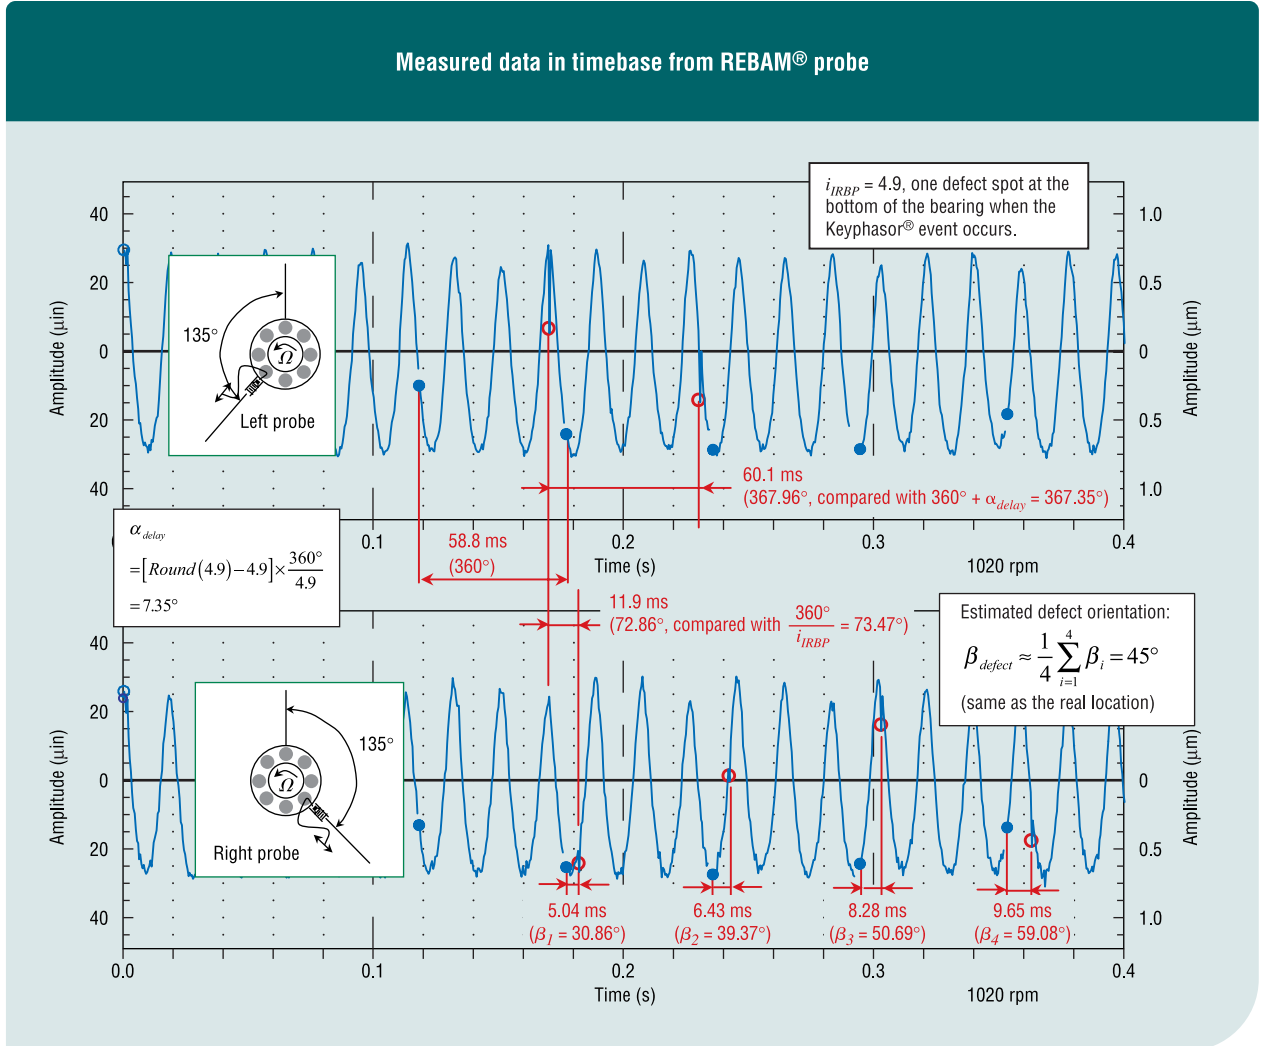 Measured data in timebase from REBAM® probe
i_IRBP = 4.9, one defect spot at the
bottom of the bearing when the
Keyphasor® event occurs.
Amplitude (µin)
40
20
0
20
40
1.0
0.5
0
0.5
1.0
Amplitude (µm)
135°
Ω
Left probe
60.1 ms
(367.96°, compared with 360° + α_delay = 367.35°)
0.1
0.2
0.3
0.4
Time (s)
1020 rpm
58.8 ms
(360°)
α_delay
=[Round(4.9)–4.9]×360°/4.9
=7.35°
11.9 ms
(72.86°, compared with 360°/i_IRBP = 73.47°)
Estimated defect orientation:
β_defect ≈ 1/4 ∑_{i=1}^{4} β_i = 45°
(same as the real location)
Amplitude (µin)
40
20
0
20
40
0
0.5
1.0
Amplitude (µm)
135°
Ω
Right probe
5.04 ms
(β_1 = 30.86°)
6.43 ms
(β_2 = 39.37°)
8.28 ms
(β_3 = 50.69°)
9.65 ms
(β_4 = 59.08°)
0.0
0.1
0.2
0.3
0.4
Time (s)
1020 rpm